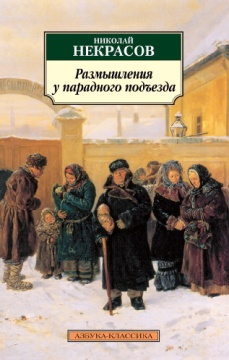 НИКОЛАЙ
НЕКРАСОВ
Размышления
у парадного подъезда
АЗБУКА-КЛАССИКА